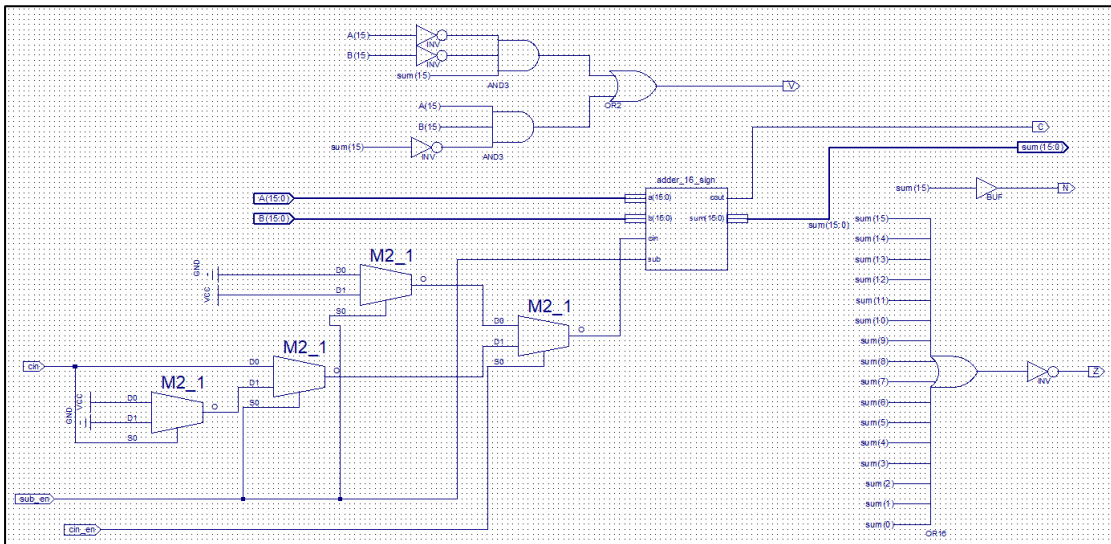 A(15)
INV
B(15)
INV
sum(15)
AND3
OR2
V
A(15)
B(15)
sum(15)
INV
AND3
C
sum(15:0)
adder_16_sign
A(15:0)
a(15:0)
cout
B(15:0)
b(15:0)
sum(15:0)
sum(15:0)
cin
sub
sum(15)
BUF
N
M2_1
GND
D0
VCC
D1
S0
O
M2_1
D0
D1
S0
O
M2_1
cin
D0
D1
S0
O
M2_1
VCC
GND
D0
D1
S0
O
sub_en
cin_en
sum(15)
sum(14)
sum(13)
sum(12)
sum(11)
sum(10)
sum(9)
sum(8)
sum(7)
sum(6)
sum(5)
sum(4)
sum(3)
sum(2)
sum(1)
sum(0)
OR16
INV
Z